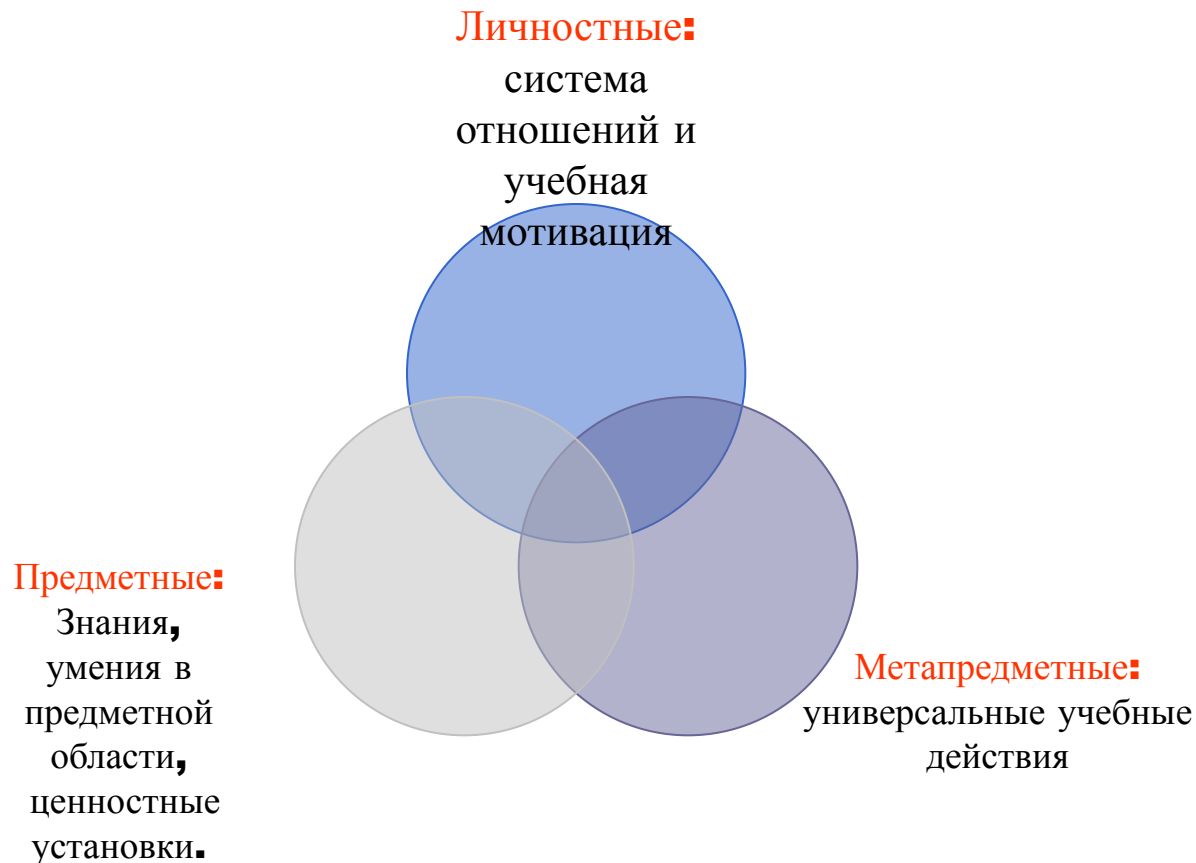 Личностные:
система
отношений и
учебная
мотивация
Предметные:
Знания,
умения в
предметной
области,
ценностные
установки.
Метапредметные:
универсальные учебные
действия